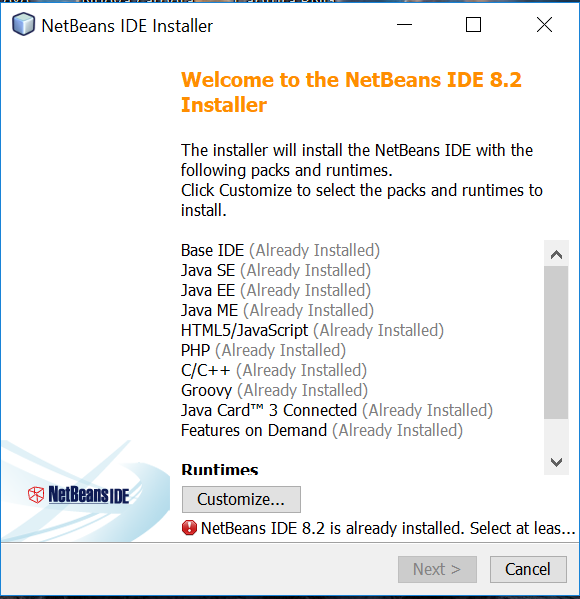 NetBeans IDE Installer
Welcome to the NetBeans IDE 8.2
Installer
The installer will install the NetBeans IDE with the
following packs and runtimes.
Click Customize to select the packs and runtimes to
install.
Base IDE (Already Installed)
Java SE (Already Installed)
Java EE (Already Installed)
Java ME (Already Installed)
HTML5/JavaScript (Already Installed)
PHP (Already Installed)
C/C++ (Already Installed)
Groovy (Already Installed)
Java Card™ 3 Connected (Already Installed)
Features on Demand (Already Installed)
Runtimes
NetBeans IDE
Customize...
NetBeans IDE 8.2 is already installed. Select at leas...
Next >
Cancel